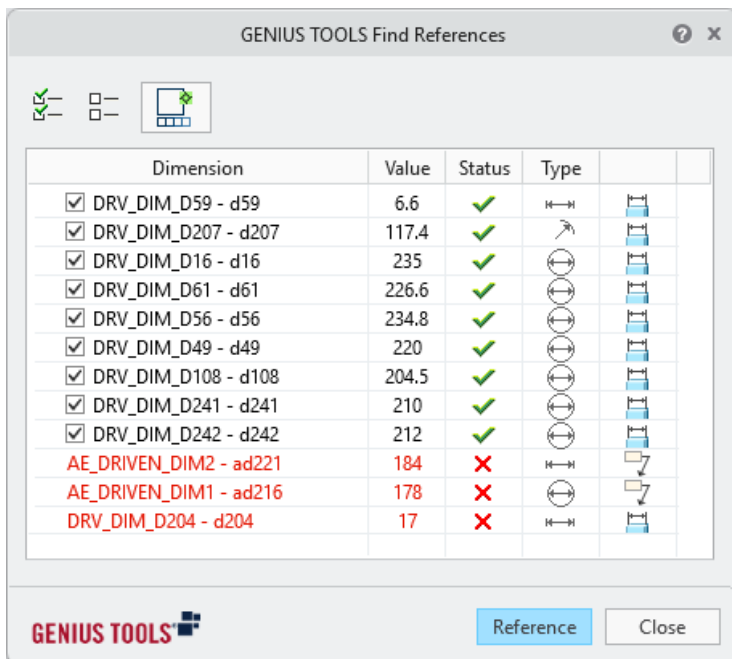 GENIUS TOOLS Find References
Dimension Value Status Type
DRV_DIM_D59 - d59 6.6
DRV_DIM_D207 - d207 117.4
DRV_DIM_D16 - d16 235
DRV_DIM_D61 - d61 226.6
DRV_DIM_D56 - d56 234.8
DRV_DIM_D49 - d49 220
DRV_DIM_D108 - d108 204.5
DRV_DIM_D241 - d241 210
DRV_DIM_D242 - d242 212
AE_DRIVEN_DIM2 - ad221 184
AE_DRIVEN_DIM1 - ad216 178
DRV_DIM_D204 - d204 17
GENIUS TOOLS Reference Close